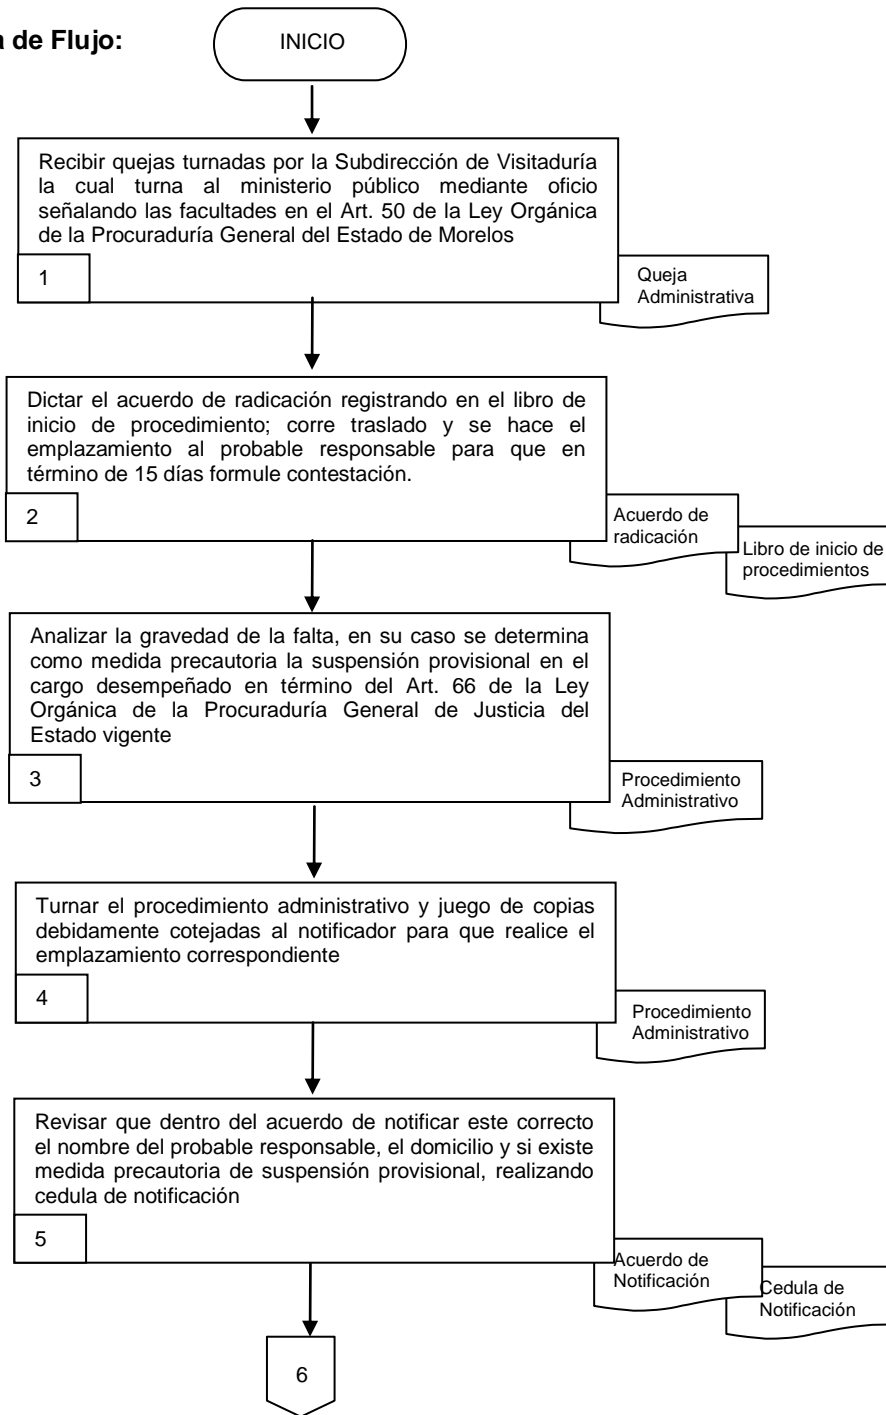 a de Flujo:
INICIO
Recibir quejas turnadas por la Subdirección de Visitaduría
la cual turna al ministerio público mediante oficio
señalando las facultades en el Art. 50 de la Ley Orgánica
de la Procuraduría General del Estado de Morelos
1
Queja
Administrativa
Dictar el acuerdo de radicación registrando en el libro de
inicio de procedimiento; corre traslado y se hace el
emplazamiento al probable responsable para que en
término de 15 días formule contestación.
2
Acuerdo de
radicación
Libro de inicio de
procedimientos
Analizar la gravedad de la falta, en su caso se determina
como medida precautoria la suspensión provisional en el
cargo desempeñado en término del Art. 66 de la Ley
Orgánica de la Procuraduría General de Justicia del
Estado vigente
3
Procedimiento
Administrativo
Turnar el procedimiento administrativo y juego de copias
debidamente cotejadas al notificador para que realice el
emplazamiento correspondiente
4
Procedimiento
Administrativo
Revisar que dentro del acuerdo de notificar este correcto
el nombre del probable responsable, el domicilio y si existe
medida precautoria de suspensión provisional, realizando
cedula de notificación
5
Acuerdo de
Notificación
Cedula de
Notificación
6